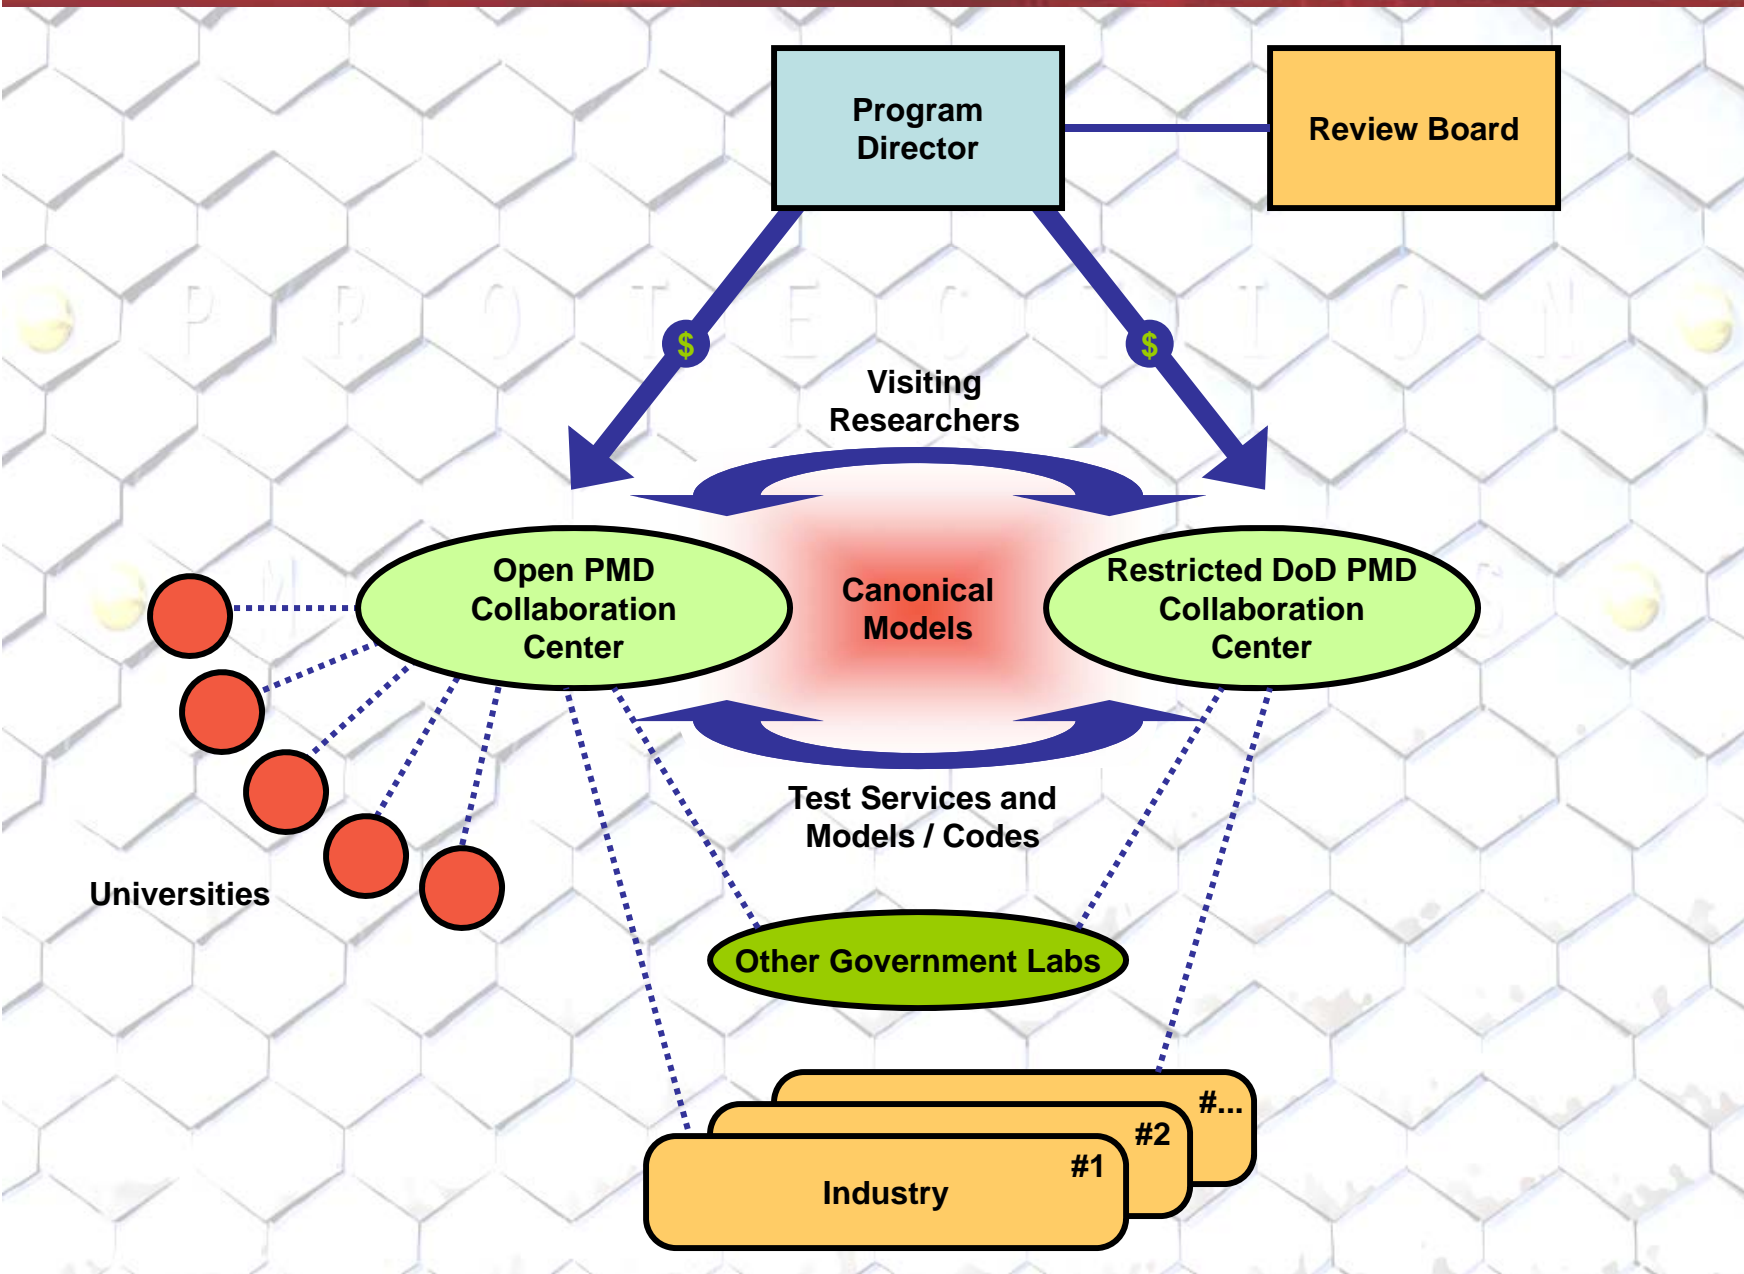 Program
Director
Review Board
P R O T E C T I O N
$
$
Visiting
Researchers
Open PMD
Collaboration
Center
Canonical
Models
Restricted DoD PMD
Collaboration
Center
Test Services and
Models / Codes
Universities
Other Government Labs
#...
#2
#1
Industry